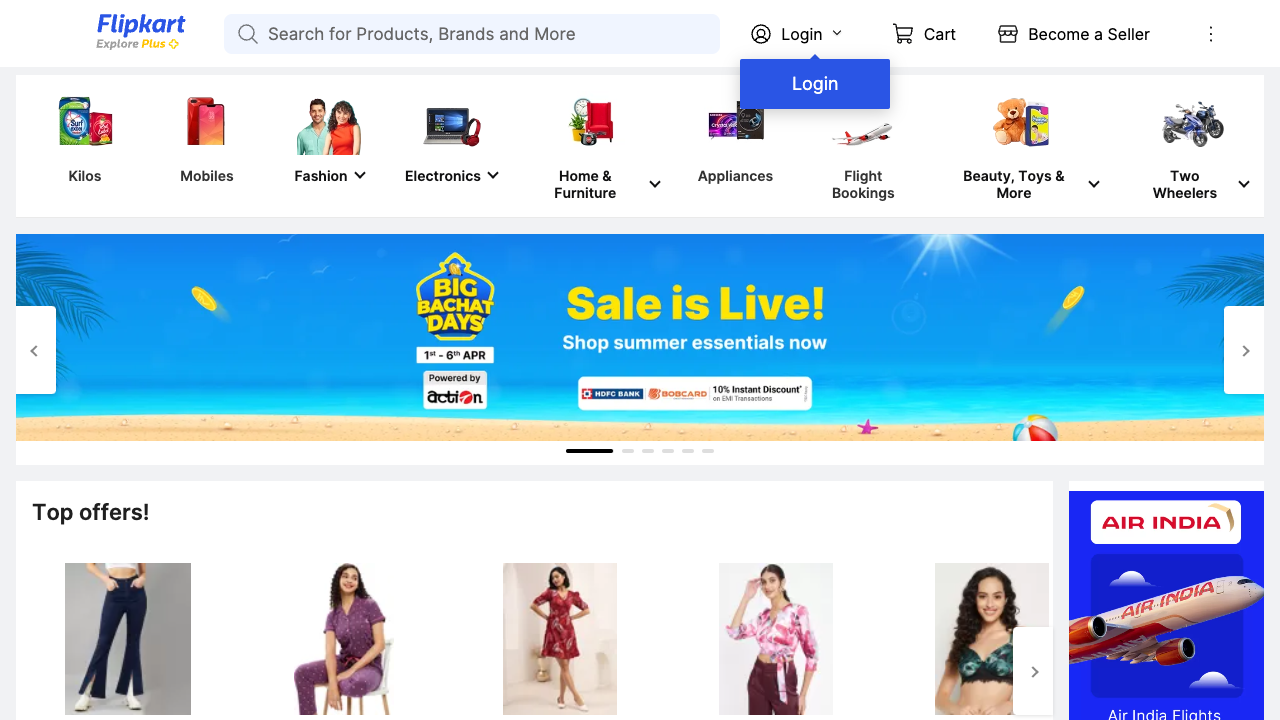 Flipkart
Explore Plus
Search for Products, Brands and More
Login
Cart
Become a Seller
Login
Kilos
Mobiles
Fashion
Electronics
Home &
Furniture
Appliances
Flight
Bookings
Beauty, Toys &
More
Two
Wheelers
BIG
BACHAT
DAYS
1st - 6th APR
Powered by
action
Sale is Live!
Shop summer essentials now
HDFC BANK
BOBCARD
10% Instant Discount*
on EMI Transactions
Top offers!
AIR INDIA
AIR INDIA
Air India Flights